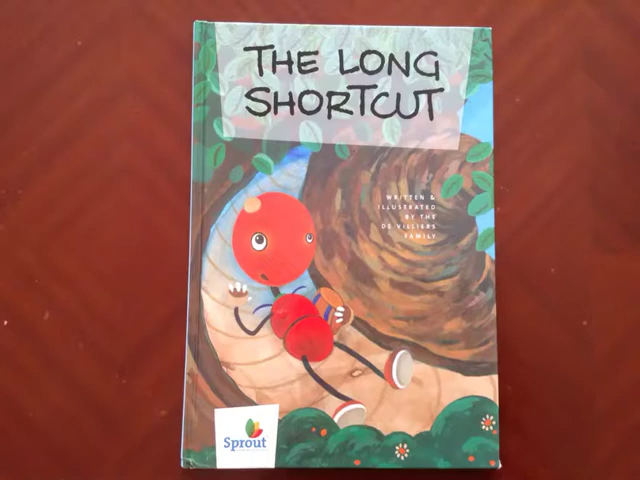 THE LONG
SHORTCUT
WRITTEN &
ILLUSTRATED
BY THE
DE VILLIERS
FAMILY
Sprout